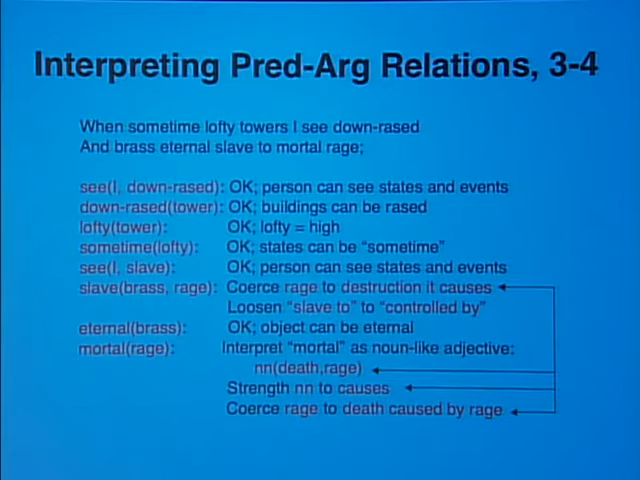 Interpreting Pred-Arg Relations, 3-4
When sometime lofty towers I see down-rased
And brass eternal slave to mortal rage;
see(I, down-rased): OK; person can see states and events
down-rased(tower): OK; buildings can be rased
lofty(tower): OK; lofty = high
sometime(lofty): OK; states can be "sometime"
see(I, slave): OK; person can see states and events
slave(brass, rage): Coerce rage to destruction it causes
Loosen "slave to" to "controlled by"
eternal(brass): OK; object can be eternal
mortal(rage): Interpret "mortal" as noun-like adjective:
nn(death,rage)
Strength nn to causes
Coerce rage to death caused by rage